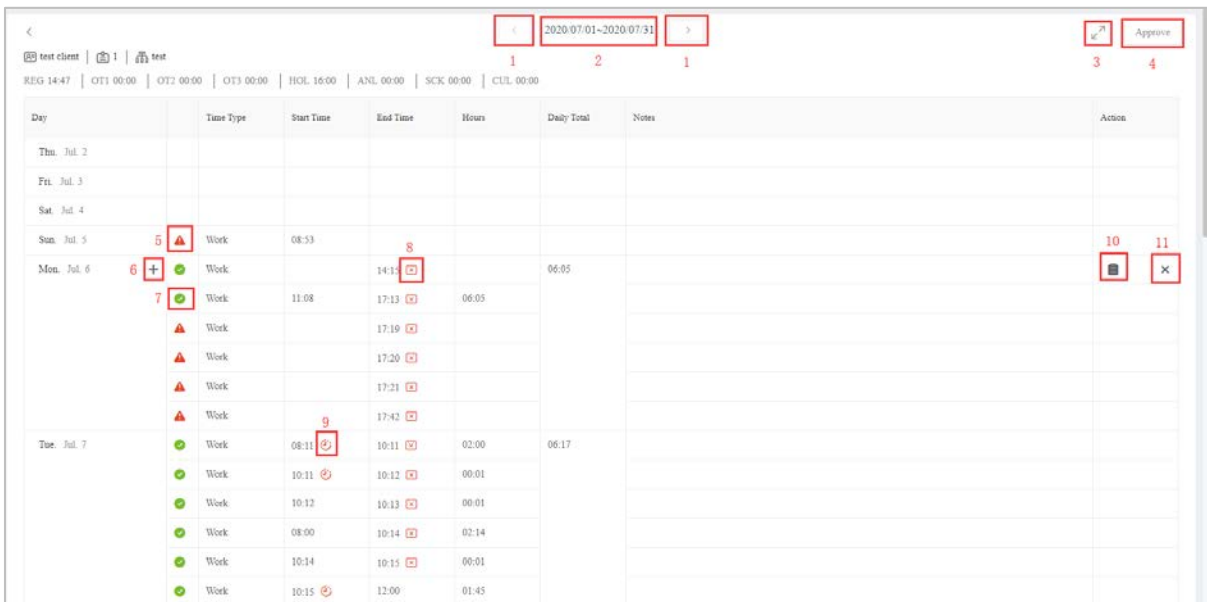 < < 2020/07/01~2020/07/31 > Approve
1 2 1 3 4
test client | 1 | test
REG 14:47 | OT1 00:00 | OT2 00:00 | OT3 00:00 | HOL 16:00 | ANL 00:00 | SCK 00:00 | CUL 00:00
Day Time Type Start Time End Time Hours Daily Total Notes Action
Thu. Jul. 2
Fri. Jul. 3
Sat. Jul. 4
Sun. Jul. 5 5 Work 08:53
8 10 11
Mon. Jul. 6 6 + Work 14:15 06:05 ×
7 Work 11:08 17:13 06:05
Work 17:19
Work 17:20
Work 17:21
Work 17:42
9
Tue. Jul. 7 Work 08:11 10:11 02:00 06:17
Work 10:11 10:12 00:01
Work 10:12 10:13 00:01
Work 08:00 10:14 02:14
Work 10:14 10:15 00:01
Work 10:15 12:00 01:45